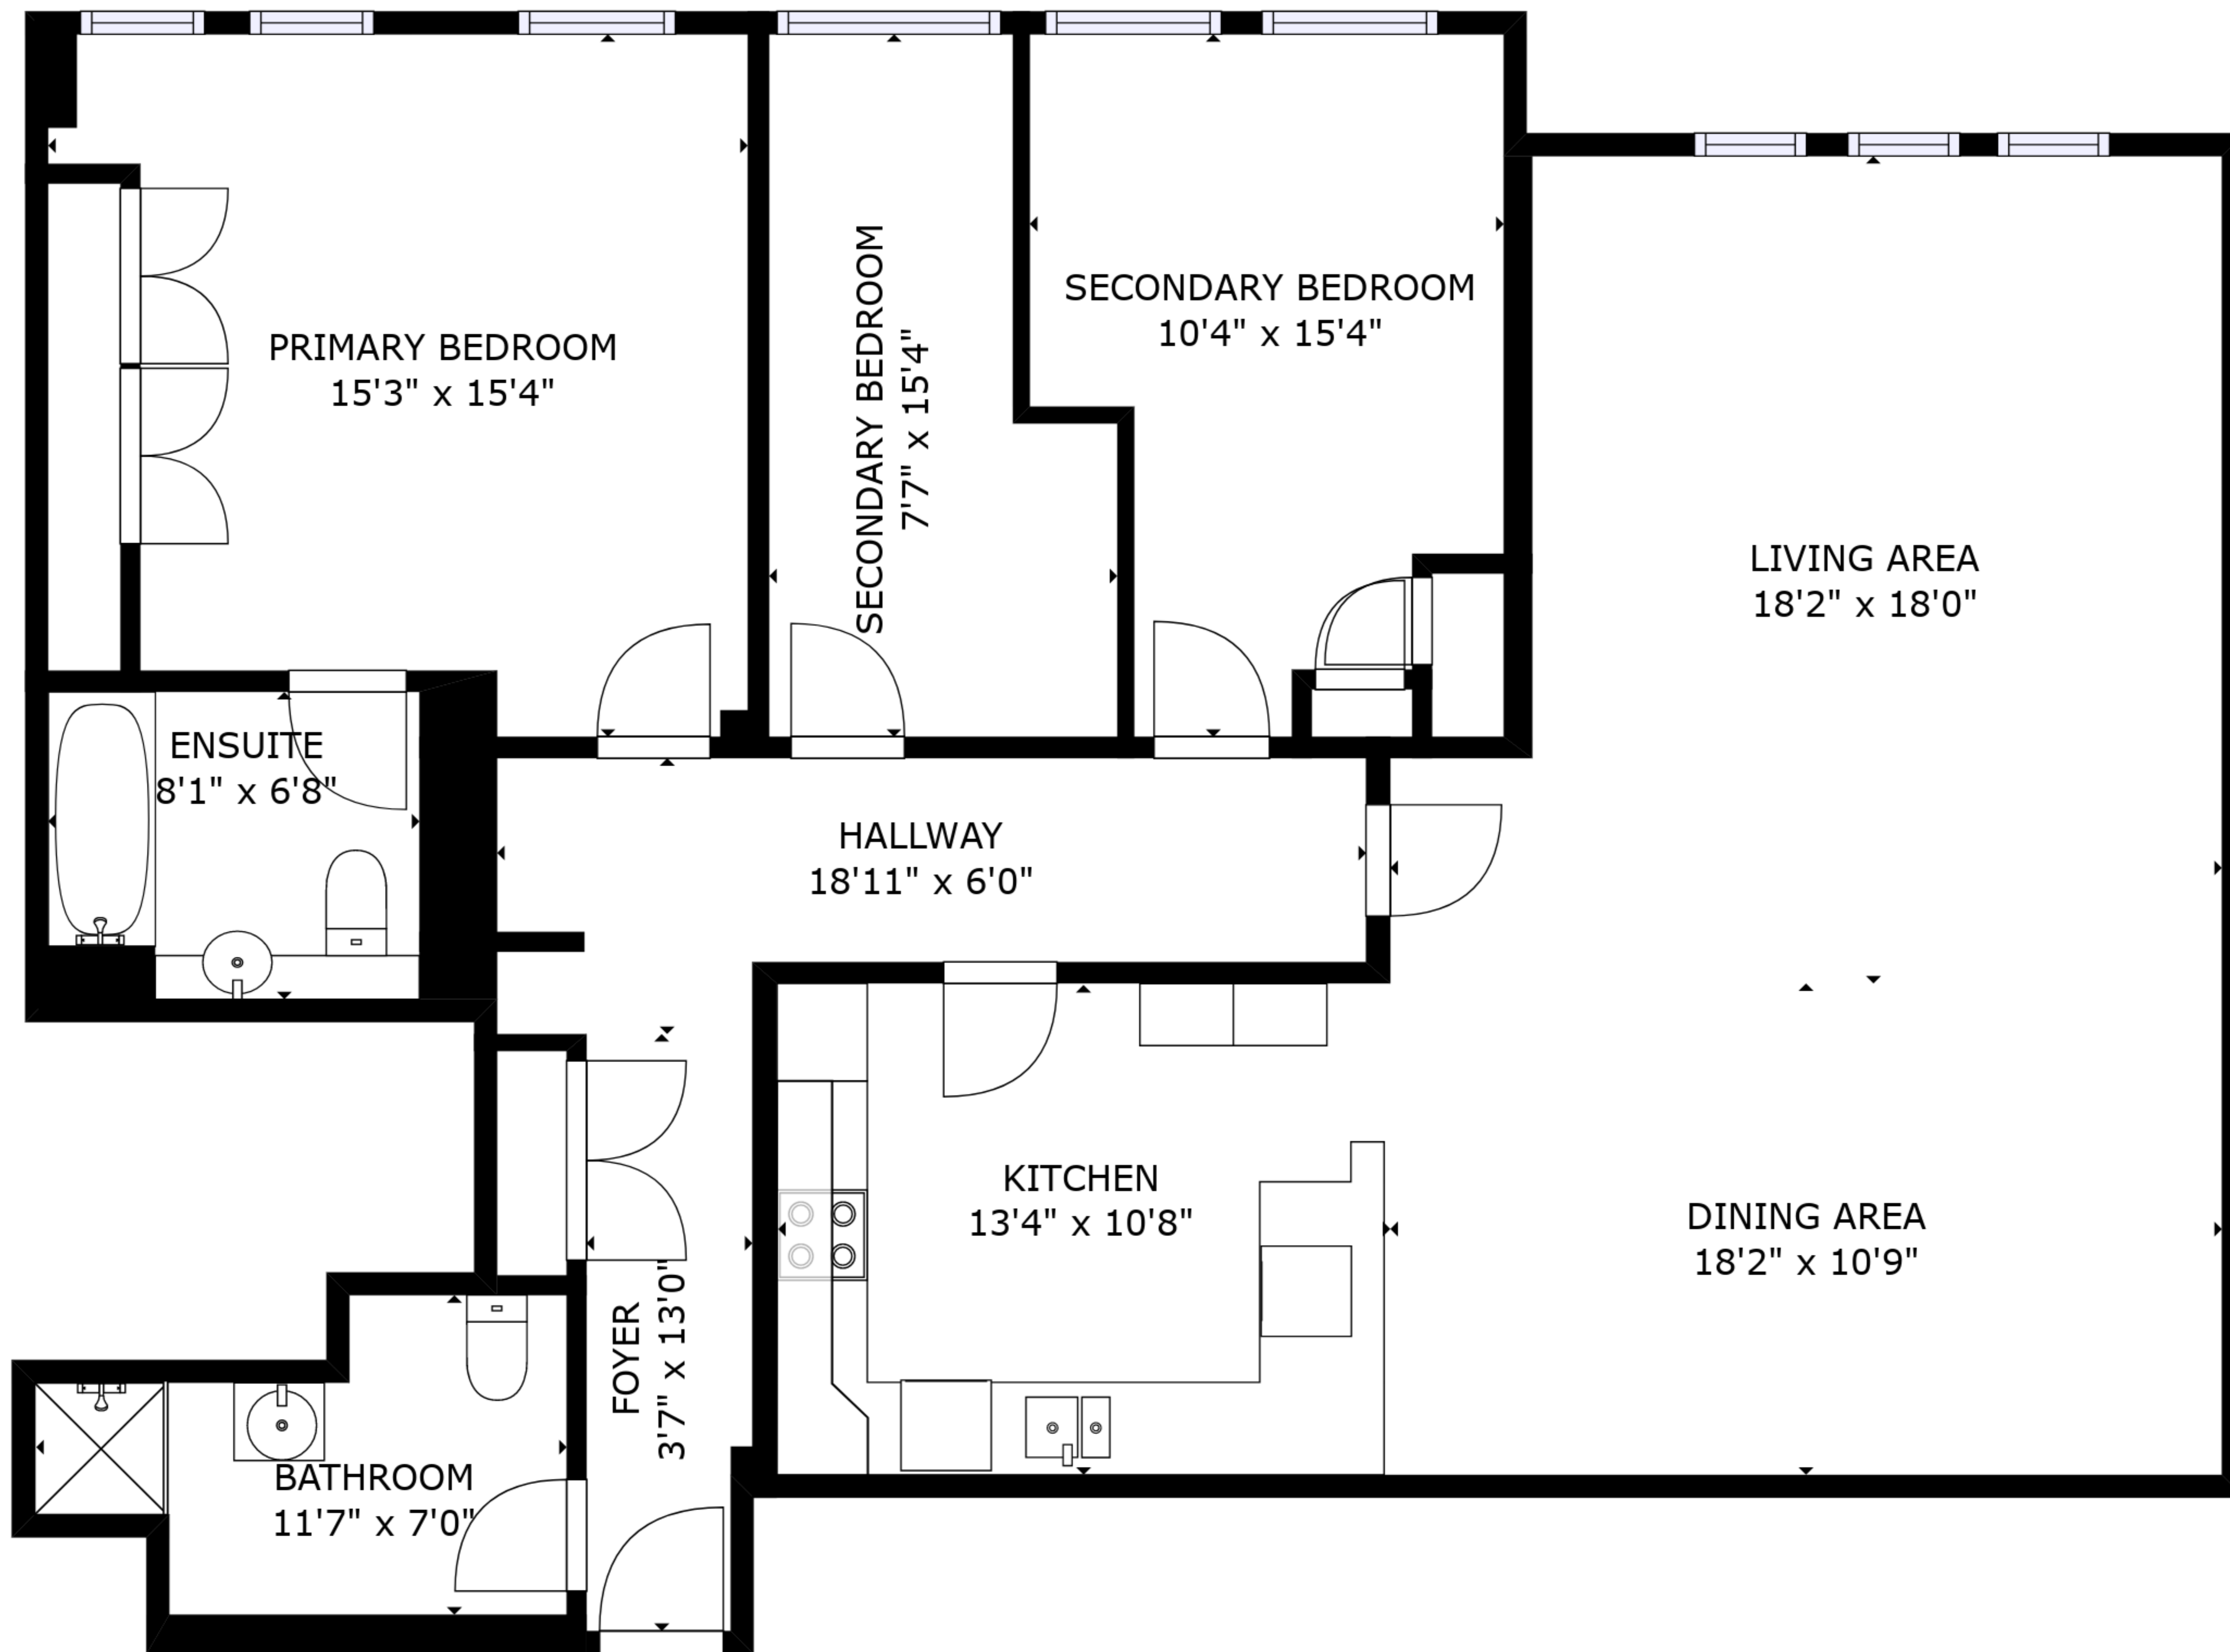 PRIMARY BEDROOM
15'3" x 15'4"
SECONDARY BEDROOM
7'7" x 15'4"
SECONDARY BEDROOM
10'4" x 15'4"
LIVING AREA
18'2" x 18'0"
ENSUITE
8'1" x 6'8"
HALLWAY
18'11" x 6'0"
KITCHEN
13'4" x 10'8"
DINING AREA
18'2" x 10'9"
FOYER
3'7" x 13'0"
BATHROOM
11'7" x 7'0"